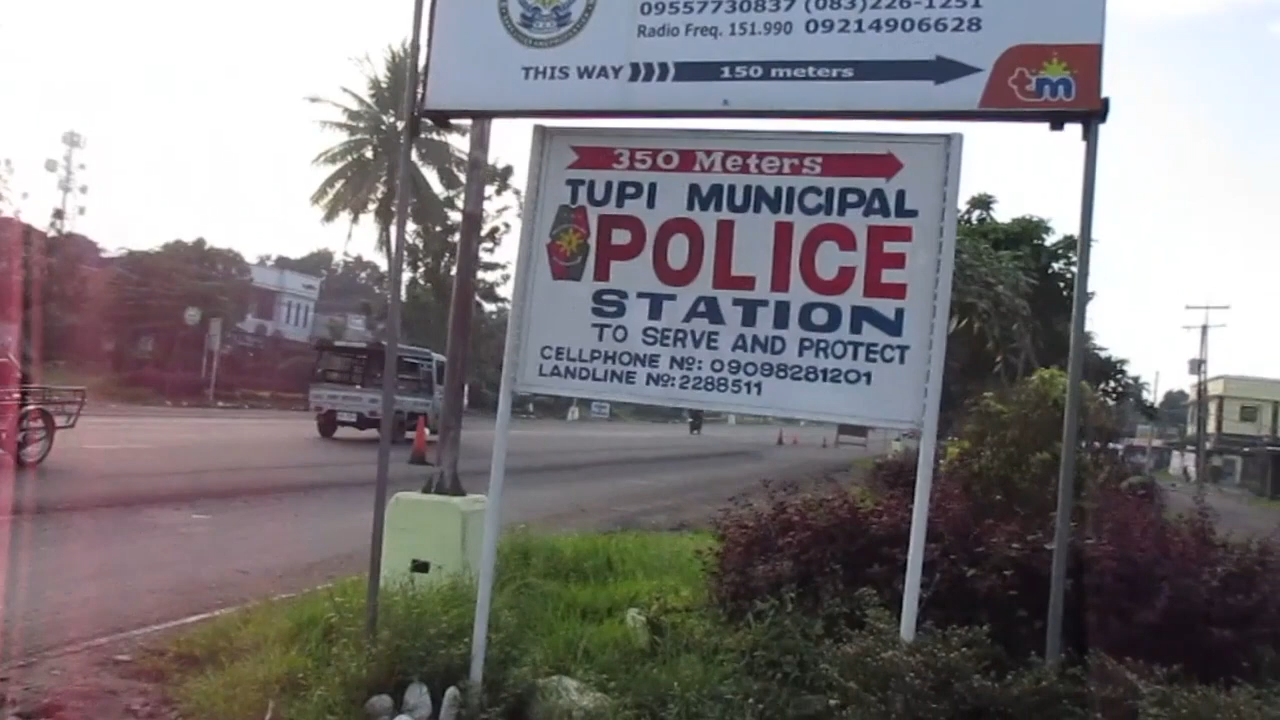 09557730837 (083)226-1251
Radio Freq. 151.990 09214906628
THIS WAY 150 meters
tm
350 Meters
TUPI MUNICIPAL
POLICE
STATION
TO SERVE AND PROTECT
CELLPHONE Nº: 09098281201
LANDLINE Nº: 2288511